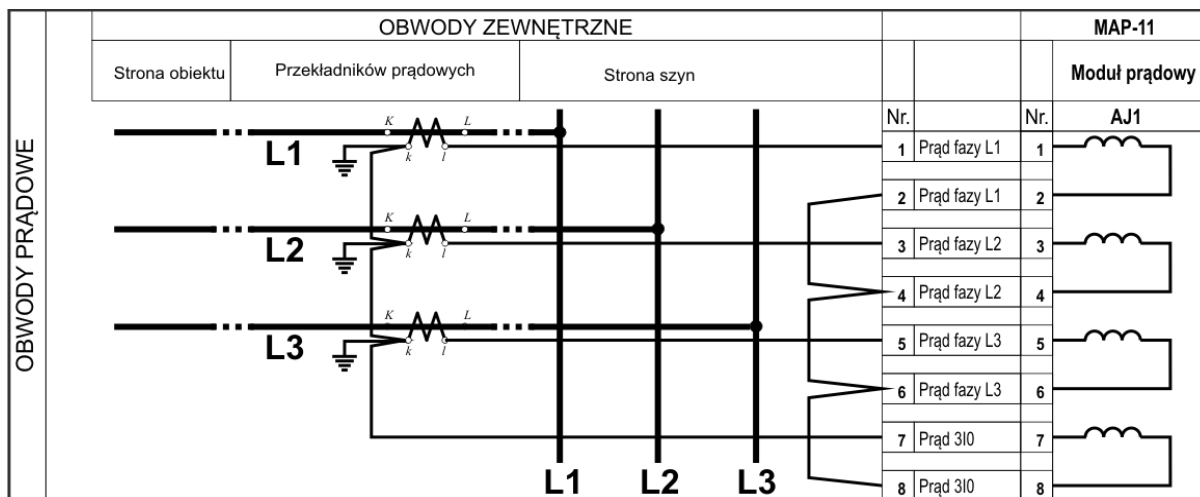 OBWODY ZEWNĘTRZNE MAP-11
Strona obiektu Przekładników prądowych Strona szyn Moduł prądowy
OBWODY PRĄDOWE
Nr. Nr. AJ1
K L
L1 k l 1 Prąd fazy L1 1
2 Prąd fazy L1 2
K L
L2 k l 3 Prąd fazy L2 3
4 Prąd fazy L2 4
K L
L3 k l 5 Prąd fazy L3 5
6 Prąd fazy L3 6
7 Prąd 3I0 7
L1 L2 L3 8 Prąd 3I0 8